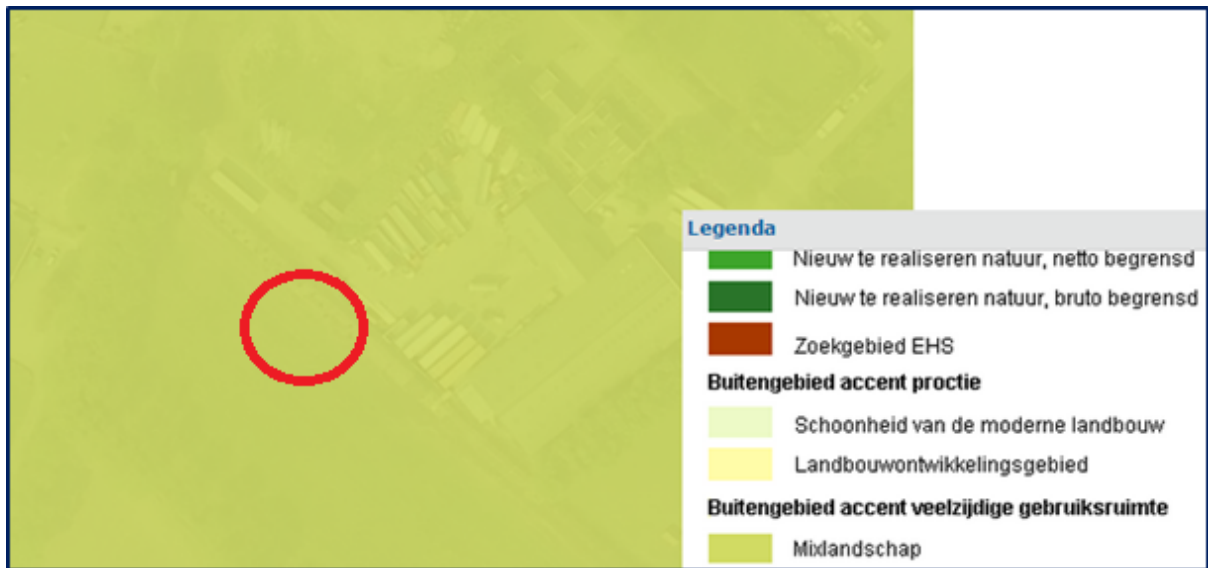 Legenda
Nieuw te realiseren natuur, netto begrensd
Nieuw te realiseren natuur, bruto begrensd
Zoekgebied EHS
Buitengebied accent proctie
Schoonheid van de moderne landbouw
Landbouwontwikkelingsgebied
Buitengebied accent veelzijdige gebruiksruimte
Mixlandschap